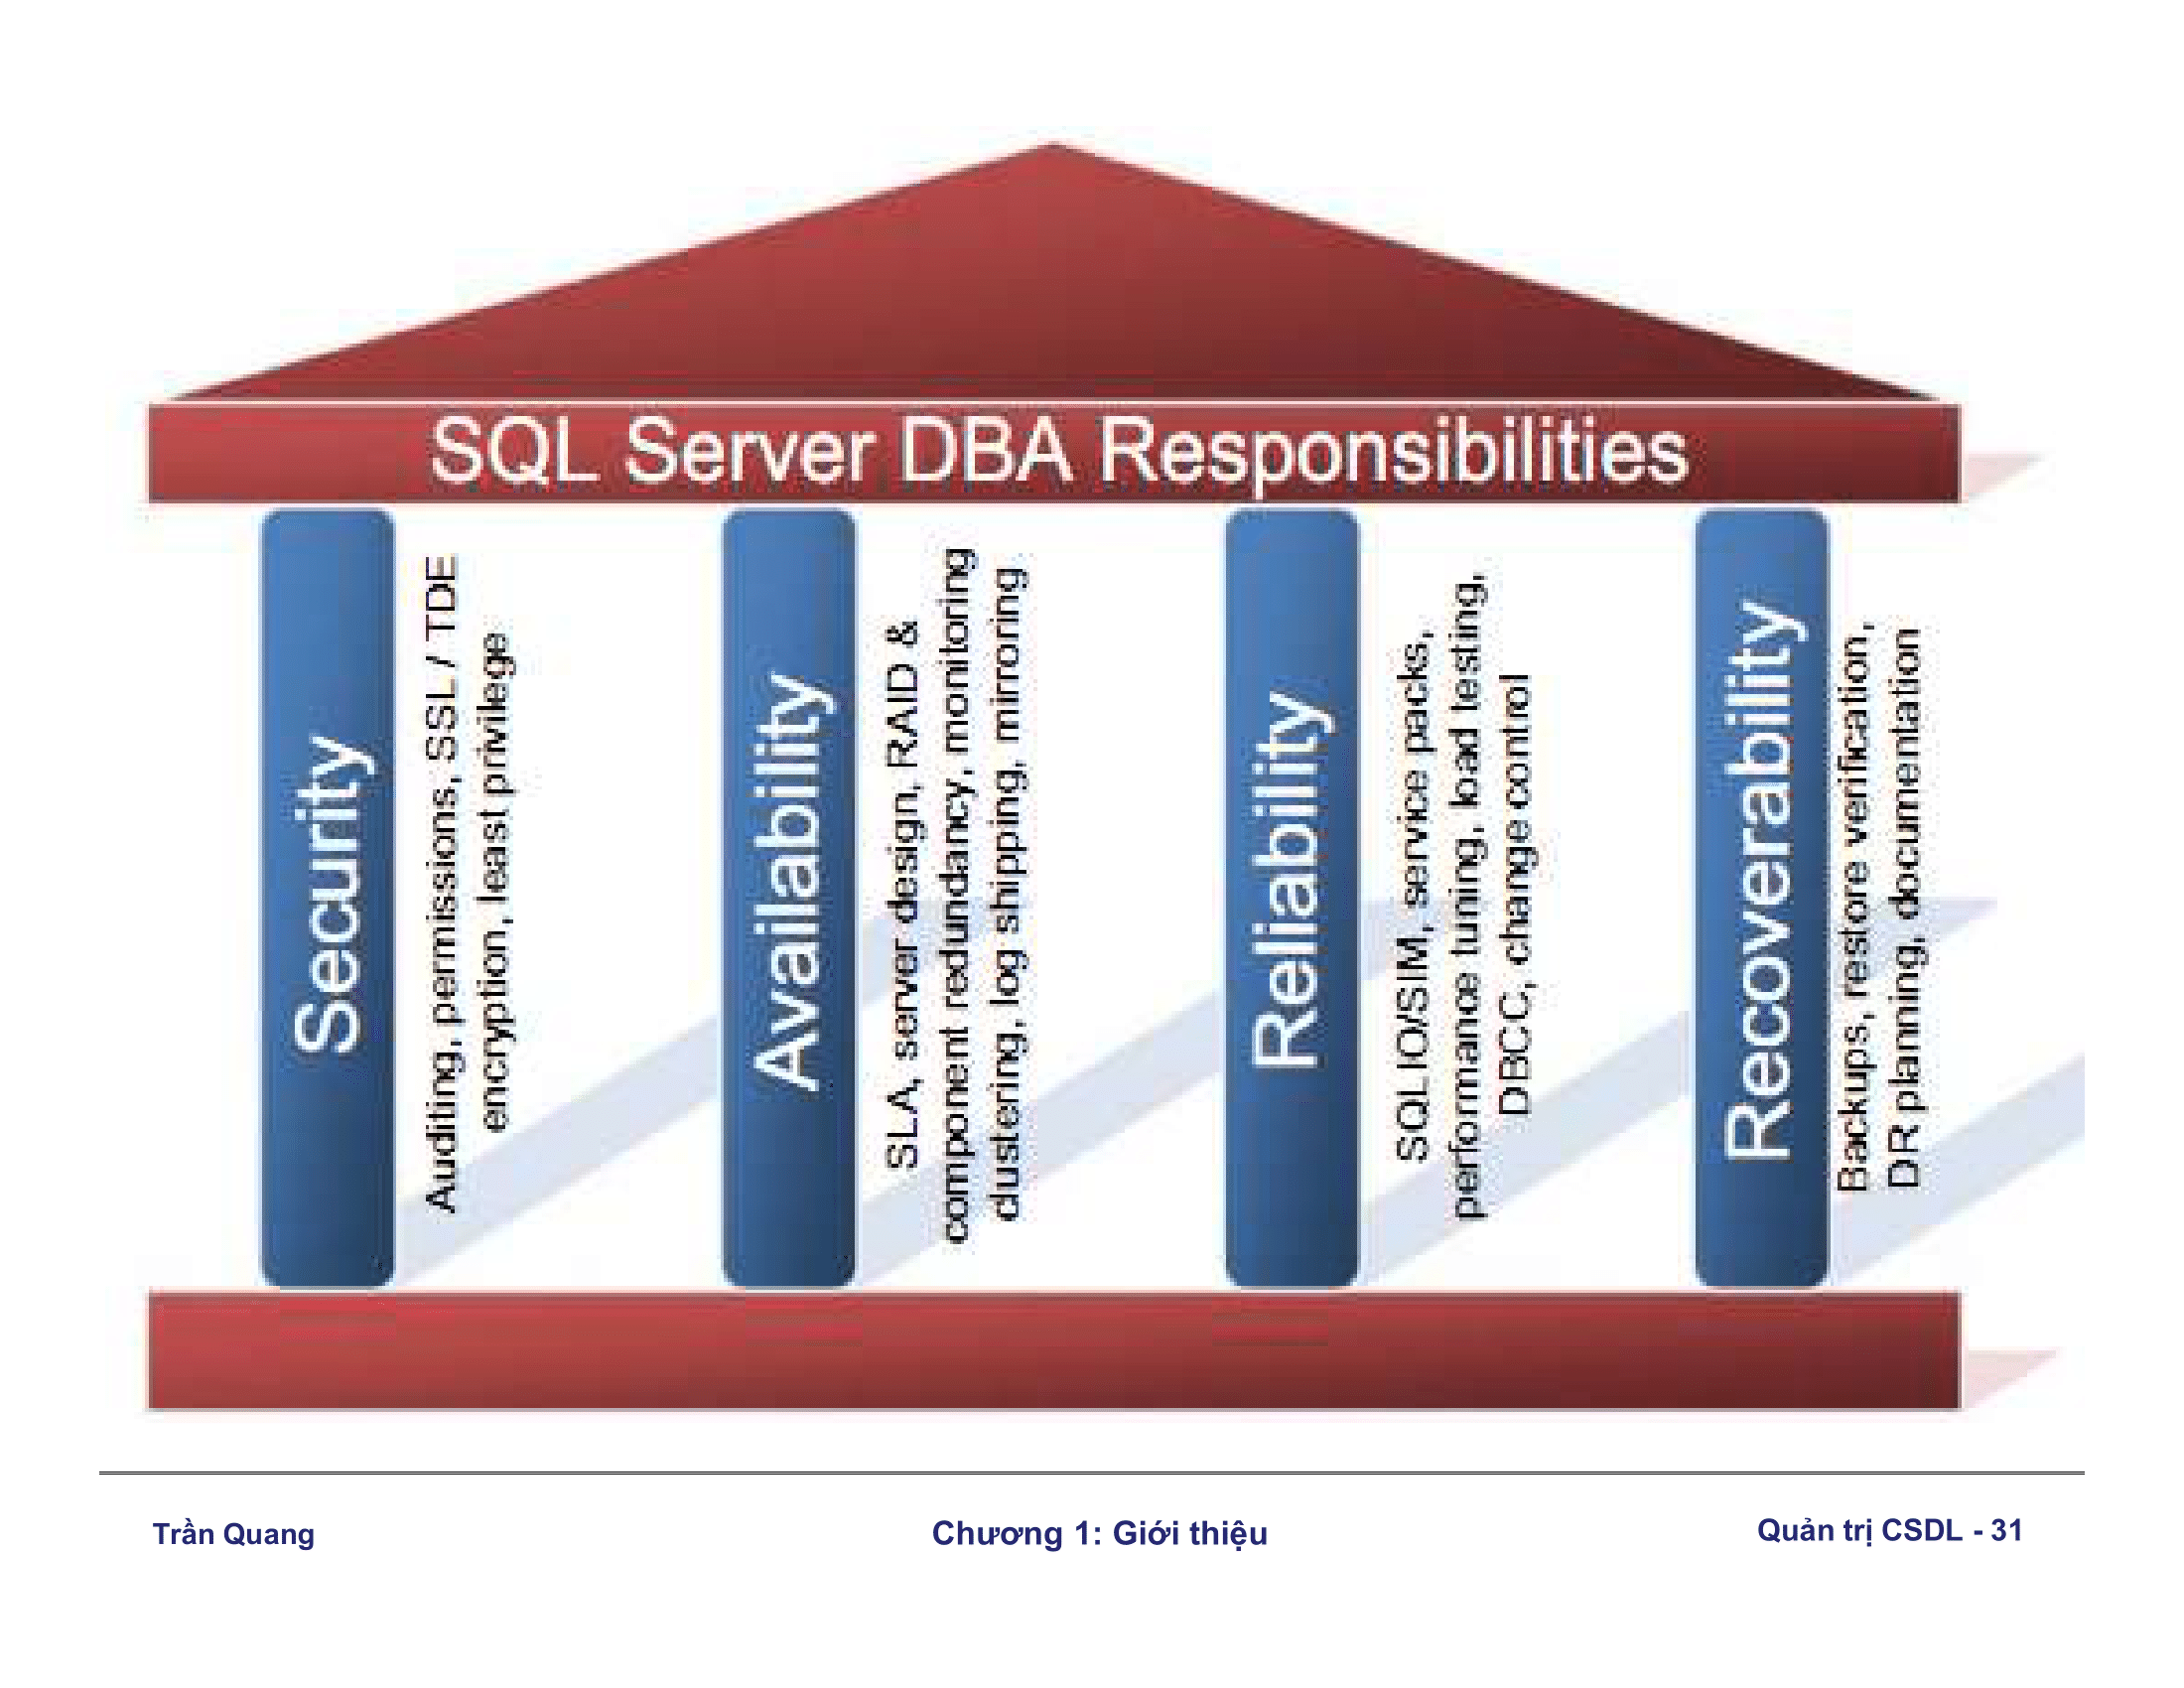 SQL Server DBA Responsibilities
Security
Auditing, permissions, SSL / TDE
encryption, least privilege
Availability
SLA, server design, RAID &
component redundancy, monitoring
clustering, log shipping, mirroring
Reliability
SQLIO/SIM, service packs,
performance tuning, load testing,
DBCC, change control
Recoverability
Backups, restore verification,
DR planning, documentation
Trần Quang
Chương 1: Giới thiệu
Quản trị CSDL - 31